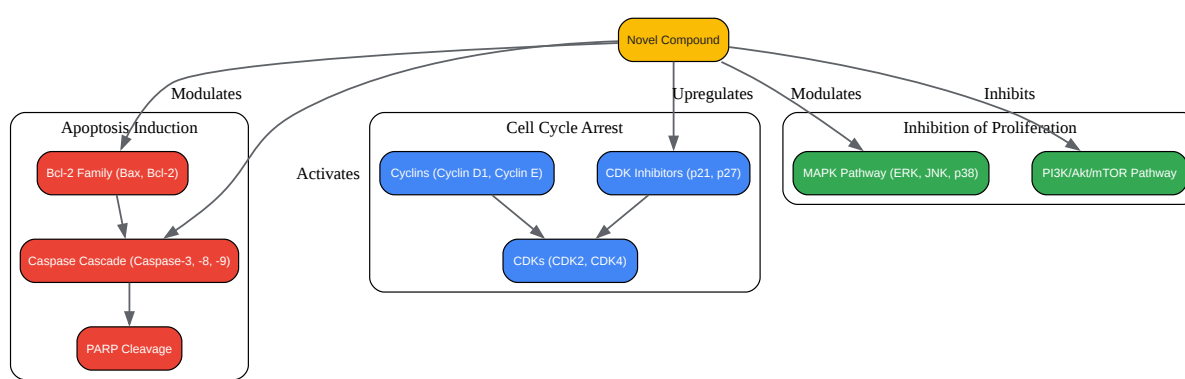 Novel Compound
Modulates
Upregulates
Modulates
Inhibits
Apoptosis Induction
Cell Cycle Arrest
Inhibition of Proliferation
Bcl-2 Family (Bax, Bcl-2)
Activates
Cyclins (Cyclin D1, Cyclin E)
CDK Inhibitors (p21, p27)
MAPK Pathway (ERK, JNK, p38)
PI3K/Akt/mTOR Pathway
Caspase Cascade (Caspase-3, -8, -9)
CDKs (CDK2, CDK4)
PARP Cleavage